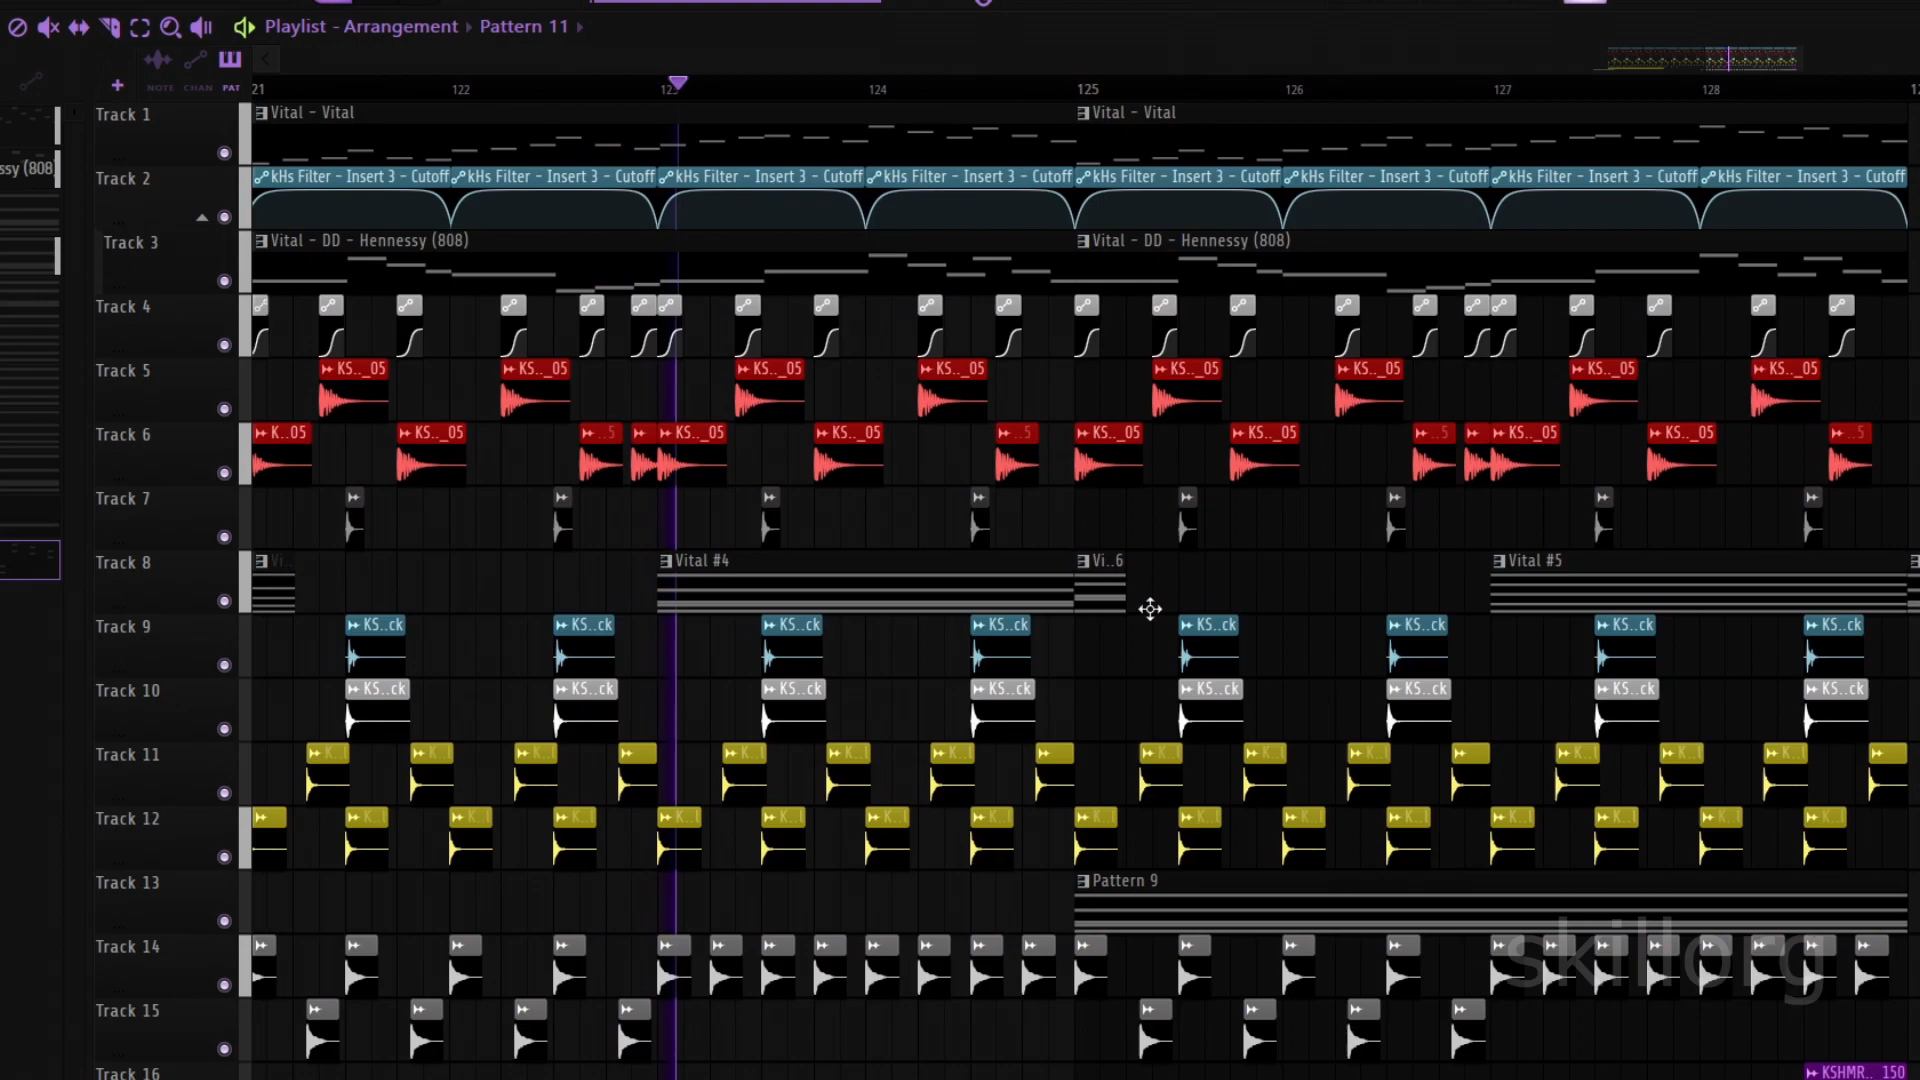 Playlist - Arrangement › Pattern 11 ›
NOTE CHAN PAT
21 122 123 124 125 126 127 128
Track 1 Vital - Vital Vital - Vital
Track 2 kHs Filter - Insert 3 - Cutoff kHs Filter - Insert 3 - Cutoff kHs Filter - Insert 3 - Cutoff kHs Filter - Insert 3 - Cutoff kHs Filter - Insert 3 - Cutoff kHs Filter - Insert 3 - Cutoff kHs Filter - Insert 3 - Cutoff kHs Filter - Insert 3 - Cutoff
ssy (808)
Track 3 Vital - DD - Hennessy (808) Vital - DD - Hennessy (808)
Track 4
Track 5 KS.._05 KS.._05 KS.._05 KS.._05 KS.._05 KS.._05 KS.._05 KS.._05
Track 6 K..05 KS.._05 ..5 KS.._05 KS.._05 ..5 KS.._05 KS.._05 ..5 KS.._05 KS.._05 ..5
Track 7
Track 8 Vi.. Vital #4 Vi..6 Vital #5
Track 9 KS..ck KS..ck KS..ck KS..ck KS..ck KS..ck KS..ck KS..ck
Track 10 KS..ck KS..ck KS..ck KS..ck KS..ck KS..ck KS..ck KS..ck
Track 11
Track 12
Track 13 Pattern 9
Track 14
skillorg
Track 15
Track 16 KSHMR.. 150